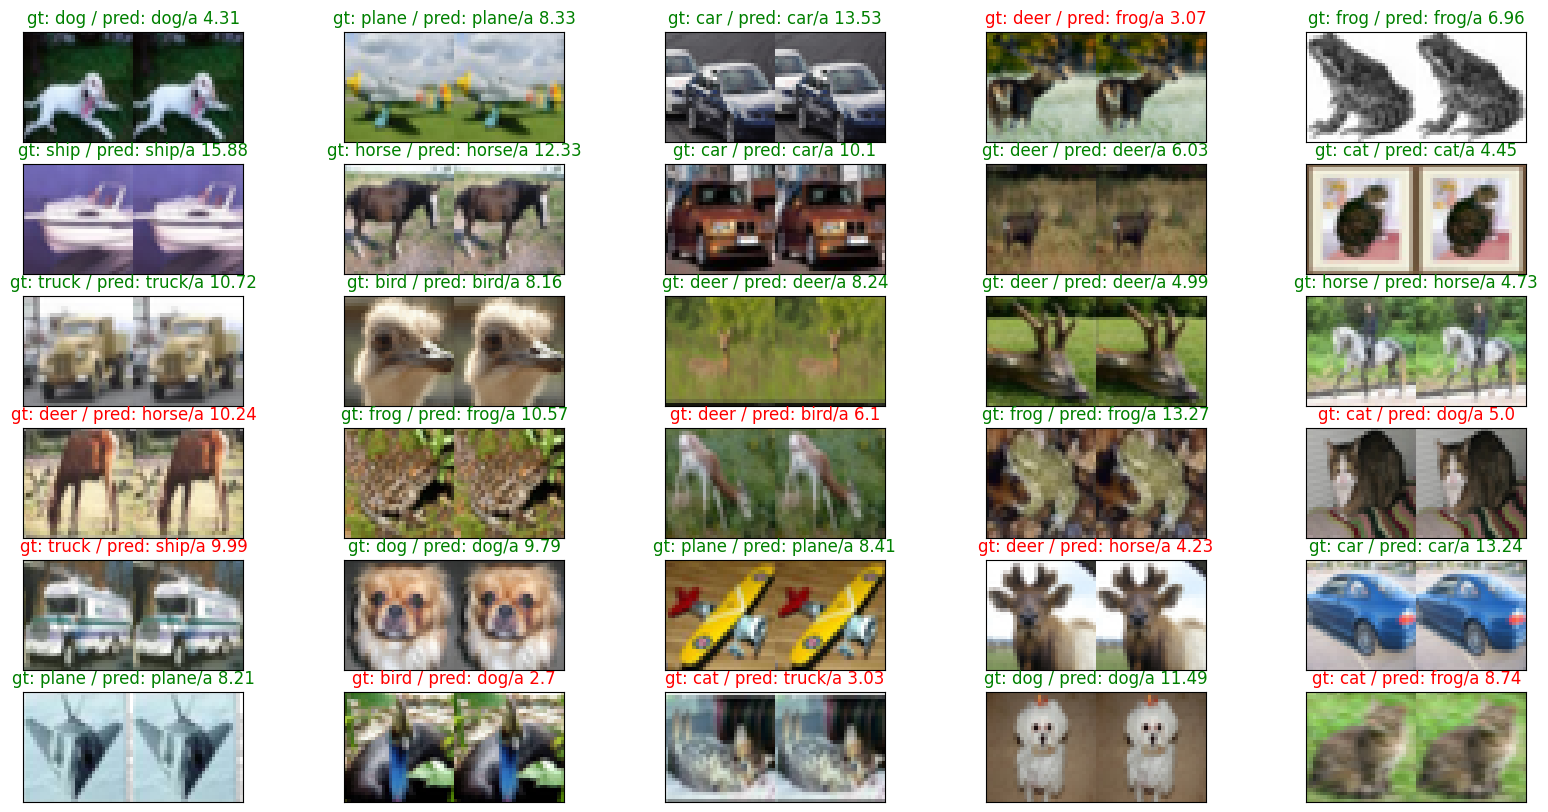 gt: dog / pred: dog/a 4.31
gt: plane / pred: plane/a 8.33
gt: car / pred: car/a 13.53
gt: deer / pred: frog/a 3.07
gt: frog / pred: frog/a 6.96
gt: ship / pred: ship/a 15.88
gt: horse / pred: horse/a 12.33
gt: car / pred: car/a 10.1
gt: deer / pred: deer/a 6.03
gt: cat / pred: cat/a 4.45
gt: truck / pred: truck/a 10.72
gt: bird / pred: bird/a 8.16
gt: deer / pred: deer/a 8.24
gt: deer / pred: deer/a 4.99
gt: horse / pred: horse/a 4.73
gt: deer / pred: horse/a 10.24
gt: frog / pred: frog/a 10.57
gt: deer / pred: bird/a 6.1
gt: frog / pred: frog/a 13.27
gt: cat / pred: dog/a 5.0
gt: truck / pred: ship/a 9.99
gt: dog / pred: dog/a 9.79
gt: plane / pred: plane/a 8.41
gt: deer / pred: horse/a 4.23
gt: car / pred: car/a 13.24
gt: plane / pred: plane/a 8.21
gt: bird / pred: dog/a 2.7
gt: cat / pred: truck/a 3.03
gt: dog / pred: dog/a 11.49
gt: cat / pred: frog/a 8.74